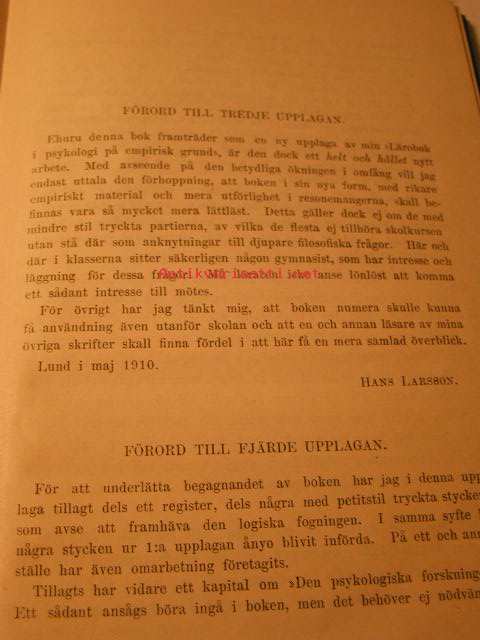 FÖRORD TILL TREDJE UPPLAGAN.
Ehuru denna bok framträder som en ny upplaga av min »Lärobok
i psykologi på empirisk grund», är den dock ett helt och hållet nytt
arbete. Med avseende på den betydliga ökningen i omfång vill jag
endast uttala den förhoppning, att boken i sin nya form, med rikare
empiriskt material och mera utförlighet i resonemangerna, skall be-
finnas vara så mycket mera lättläst. Detta gäller dock ej om de med
mindre stil tryckta partierna, av vilka de flesta ej tillhöra skolkursen
utan stå där som anknytningar till djupare filosofiska frågor. Här och
där i klasserna sitter säkerligen någon gymnasist, som har intresse och
läggning för dessa frågor. Må läraren icke anse lönlöst att komma
ett sådant intresse till mötes.
För övrigt har jag tänkt mig, att boken numera skulle kunna
få användning även utanför skolan och att en och annan läsare av mina
övriga skrifter skall finna fördel i att här få en mera samlad överblick.
Lund i maj 1910.
HANS LARSSON.
FÖRORD TILL FJÄRDE UPPLAGAN.
För att underlätta begagnandet av boken har jag i denna upp
laga tillagt dels ett register, dels några med petitstil tryckta stycken
som avse att framhäva den logiska fogningen. I samma syfte
några stycken ur 1:a upplagan ånyo blivit införda. På ett och ann
ställe har även omarbetning företagits.
Tillagts har vidare ett kapital om »Den psykologiska forsknings
Ett sådant ansågs böra ingå i boken, men det behöver ej nödvän